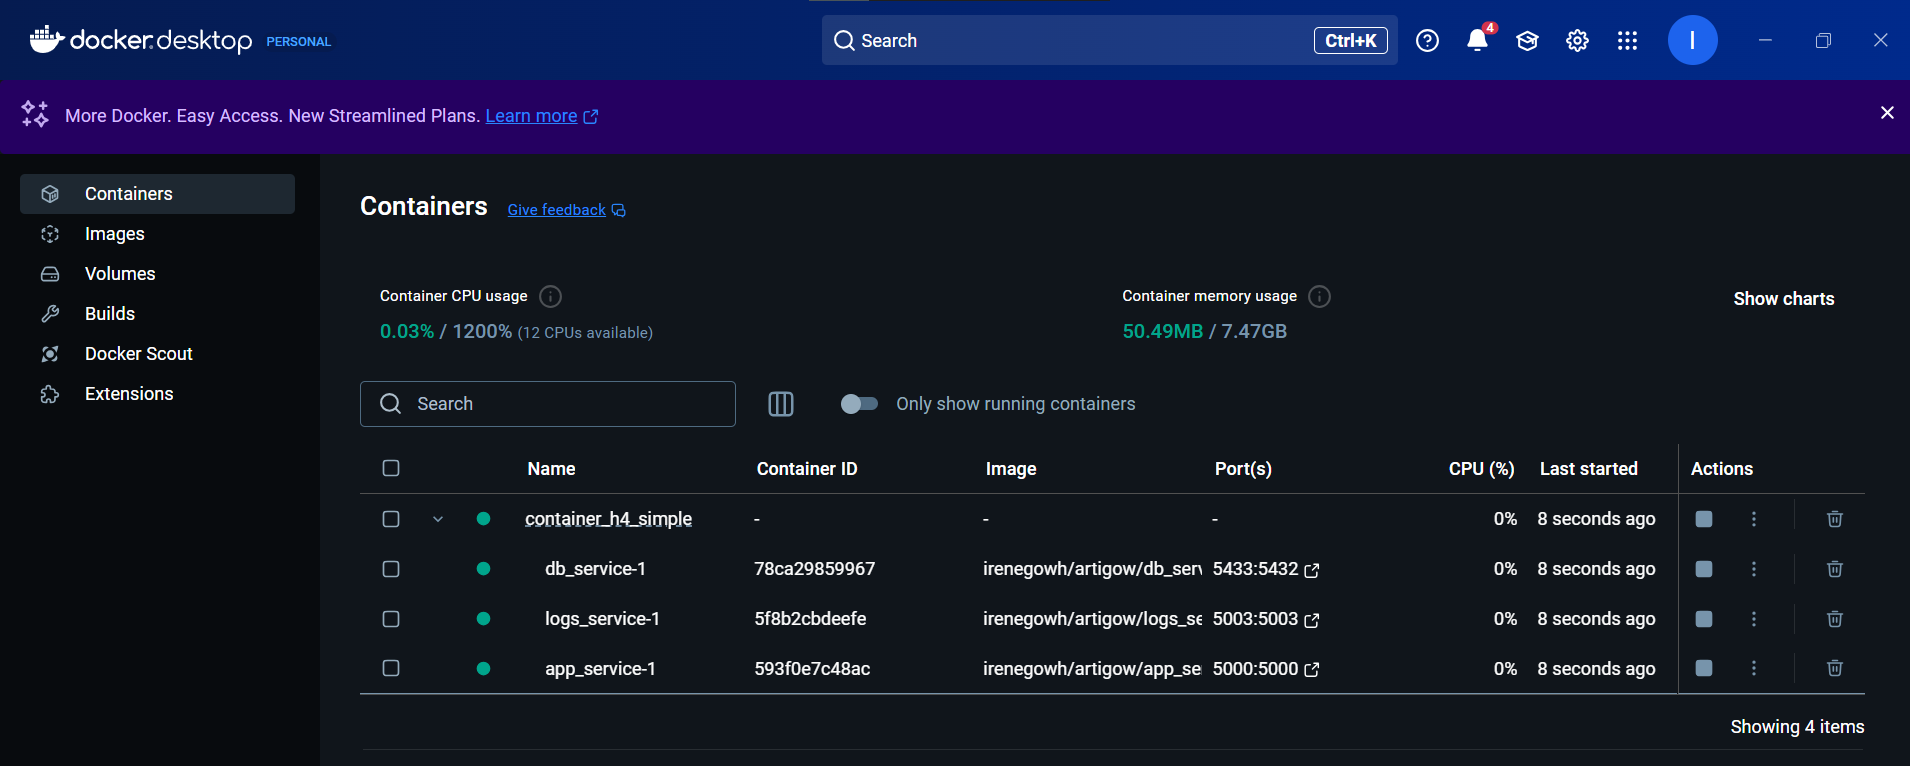 docker.desktop PERSONAL Search Ctrl+K 4 I
More Docker. Easy Access. New Streamlined Plans. Learn more
Containers
Images
Volumes
Builds
Docker Scout
Extensions
Containers Give feedback
Container CPU usage
0.03% / 1200% (12 CPUs available)
Container memory usage
50.49MB / 7.47GB
Show charts
Search
Only show running containers
Name Container ID Image Port(s) CPU (%) Last started Actions
container_h4_simple - - - 0% 8 seconds ago
db_service-1 78ca29859967 irenegowh/artigow/db_serv 5433:5432 0% 8 seconds ago
logs_service-1 5f8b2cbdeefe irenegowh/artigow/logs_se 5003:5003 0% 8 seconds ago
app_service-1 593f0e7c48ac irenegowh/artigow/app_se 5000:5000 0% 8 seconds ago
Showing 4 items